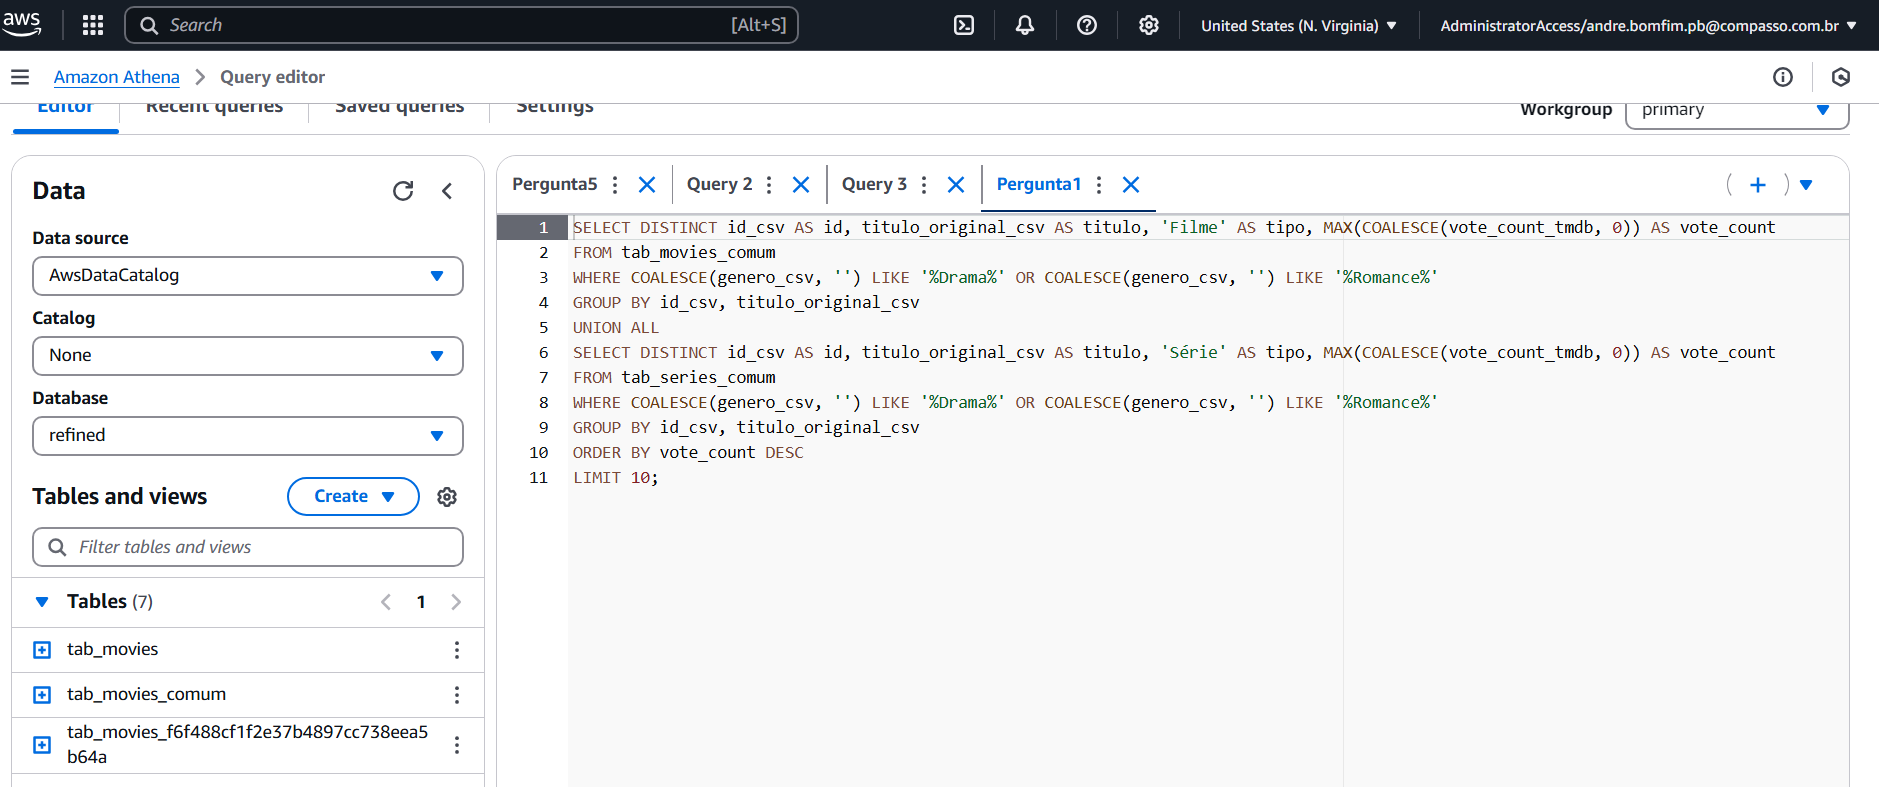 aws
Search [Alt+S] United States (N. Virginia) AdministratorAccess/andre.bomfim.pb@compasso.com.br
Amazon Athena Query editor
Editor Recent queries Saved queries Settings Workgroup primary
Data
Data source
AwsDataCatalog
Catalog
None
Database
refined
Tables and views Create
Filter tables and views
Tables (7) 1
tab_movies
tab_movies_comum
tab_movies_f6f488cf1f2e37b4897cc738eea5
b64a
Pergunta5 Query 2 Query 3 Pergunta1
1 SELECT DISTINCT id_csv AS id, titulo_original_csv AS titulo, 'Filme' AS tipo, MAX(COALESCE(vote_count_tmdb, 0)) AS vote_count
2 FROM tab_movies_comum
3 WHERE COALESCE(genero_csv, '') LIKE '%Drama%' OR COALESCE(genero_csv, '') LIKE '%Romance%'
4 GROUP BY id_csv, titulo_original_csv
5 UNION ALL
6 SELECT DISTINCT id_csv AS id, titulo_original_csv AS titulo, 'Série' AS tipo, MAX(COALESCE(vote_count_tmdb, 0)) AS vote_count
7 FROM tab_series_comum
8 WHERE COALESCE(genero_csv, '') LIKE '%Drama%' OR COALESCE(genero_csv, '') LIKE '%Romance%'
9 GROUP BY id_csv, titulo_original_csv
10 ORDER BY vote_count DESC
11 LIMIT 10;